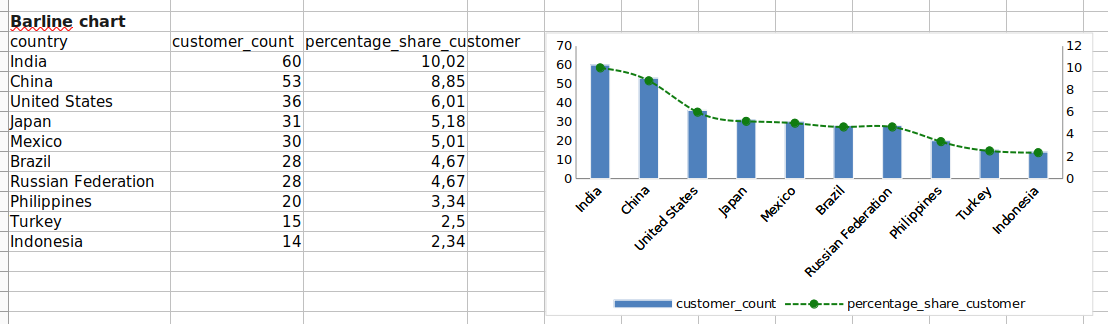 Barline chart
country customer_count percentage_share_customer
India 60 10,02
China 53 8,85
United States 36 6,01
Japan 31 5,18
Mexico 30 5,01
Brazil 28 4,67
Russian Federation 28 4,67
Philippines 20 3,34
Turkey 15 2,5
Indonesia 14 2,34
70 12
60 10
50 8
40 6
30 4
20 2
10 0
0
India China United States Japan Mexico Brazil Russian Federation Philippines Turkey Indonesia
customer_count percentage_share_customer